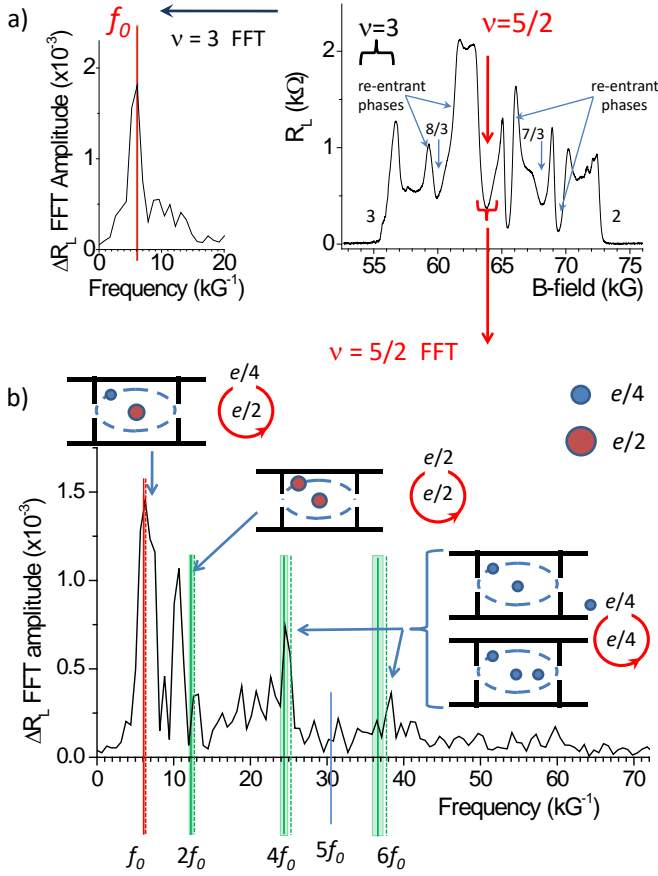 a)
f₀
ν = 3 FFT
ΔR_L FFT Amplitude (x10⁻³)
2
1
0
0 10 20
Frequency (kG⁻¹)
ν=3
ν=5/2
re-entrant phases
re-entrant phases
8/3
7/3
R_L (kΩ)
2
1
0
3
2
55 60 65 70 75
B-field (kG)
ν = 5/2 FFT
b)
e/4
e/2
e/4
e/2
e/2
e/2
e/4
e/4
ΔR_L FFT amplitude (x10⁻³)
1.5
1.0
0.5
0.0
0 10 20 30 40 50 60 70
Frequency (kG⁻¹)
f₀ 2f₀ 4f₀ 5f₀ 6f₀